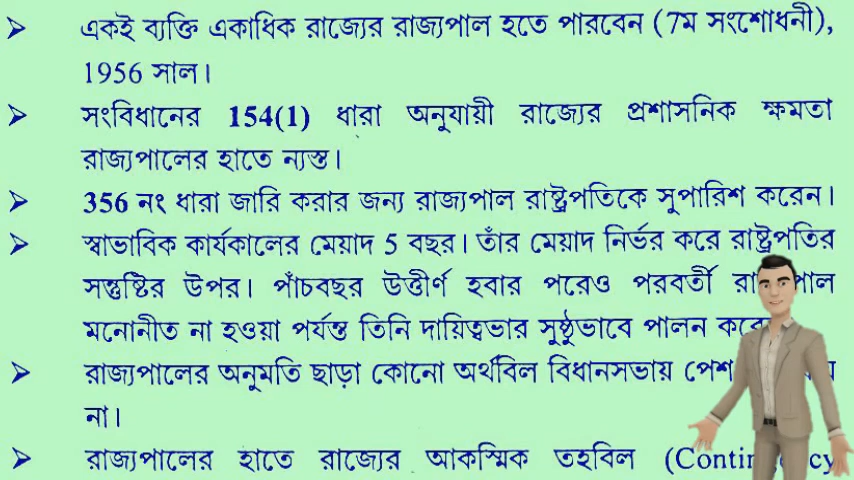 ➤ একই ব্যক্তি একাধিক রাজ্যের রাজ্যপাল হতে পারবেন (7ম সংশোধনী),
1956 সাল।
➤ সংবিধানের 154(1) ধারা অনুযায়ী রাজ্যের প্রশাসনিক ক্ষমতা
রাজ্যপালের হাতে ন্যস্ত।
➤ 356 নং ধারা জারি করার জন্য রাজ্যপাল রাষ্ট্রপতিকে সুপারিশ করেন।
➤ স্বাভাবিক কার্যকালের মেয়াদ 5 বছর। তাঁর মেয়াদ নির্ভর করে রাষ্ট্রপতির
সন্তুষ্টির উপর। পাঁচবছর উত্তীর্ণ হবার পরেও পরবর্তী
মনোনীত না হওয়া পর্যন্ত তিনি দায়িত্বভার সুষ্ঠুভাবে পালন
➤ রাজ্যপালের অনুমতি ছাড়া কোনো অর্থবিল বিধানসভায় পেশ
না।
➤ রাজ্যপালের হাতে রাজ্যের আকস্মিক তহবিল